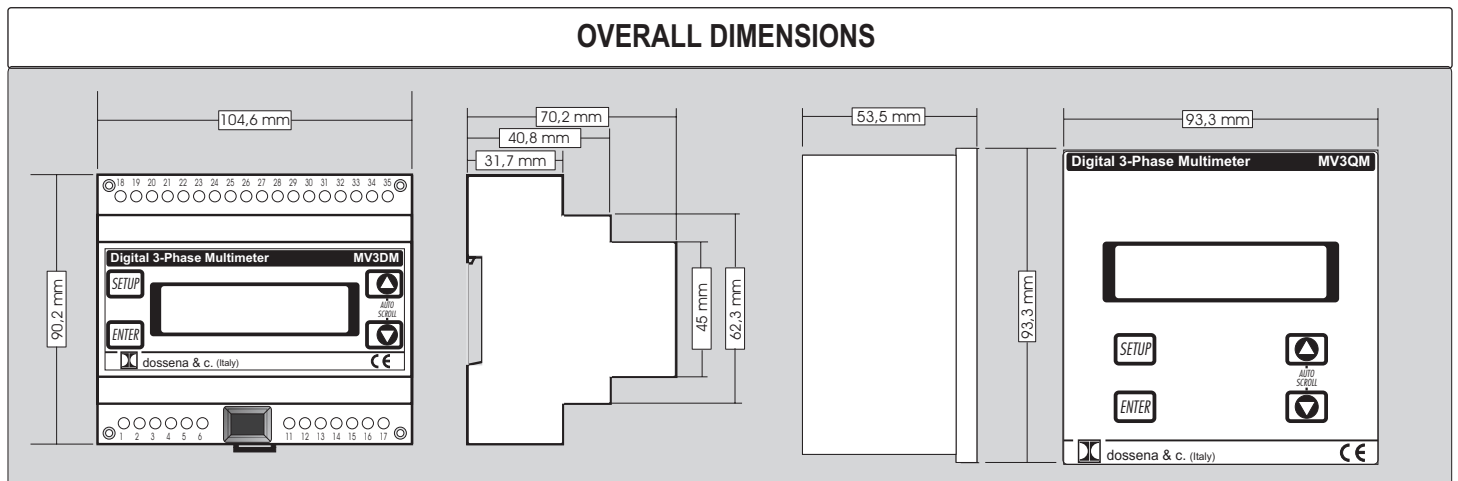 OVERALL DIMENSIONS
104,6 mm
70,2 mm
40,8 mm
31,7 mm
53,5 mm
93,3 mm
18 19 20 21 22 23 24 25 26 27 28 29 30 31 32 33 34 35
Digital 3-Phase Multimeter MV3DM
SETUP
AUTO
SCROLL
ENTER
dossena & c. (Italy) CE
1 2 3 4 5 6 11 12 13 14 15 16 17
90,2 mm
45 mm
62,3 mm
93,3 mm
Digital 3-Phase Multimeter MV3QM
SETUP
AUTO
SCROLL
ENTER
dossena & c. (Italy) CE